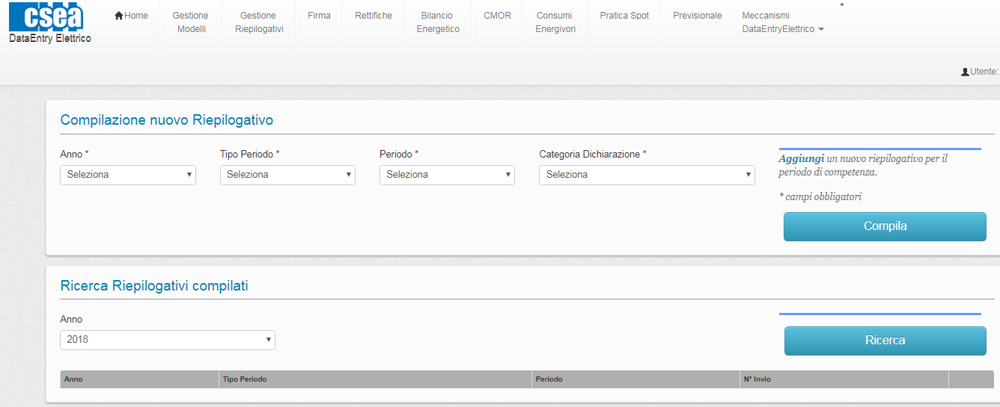 csea
DataEntry Elettrico
Home
Gestione
Modelli
Gestione
Riepilogativi
Firma
Rettifiche
Bilancio
Energetico
CMOR
Consumi
Energivori
Pratica Spot
Previsionale
Meccanismi
DataEntryElettrico
Utente:
Compilazione nuovo Riepilogativo
Anno *
Tipo Periodo *
Periodo *
Categoria Dichiarazione *
Seleziona
Seleziona
Seleziona
Seleziona
Aggiungi un nuovo riepilogativo per il
periodo di competenza.
* campi obbligatori
Compila
Ricerca Riepilogativi compilati
Anno
2018
Ricerca
Anno
Tipo Periodo
Periodo
N° Invio